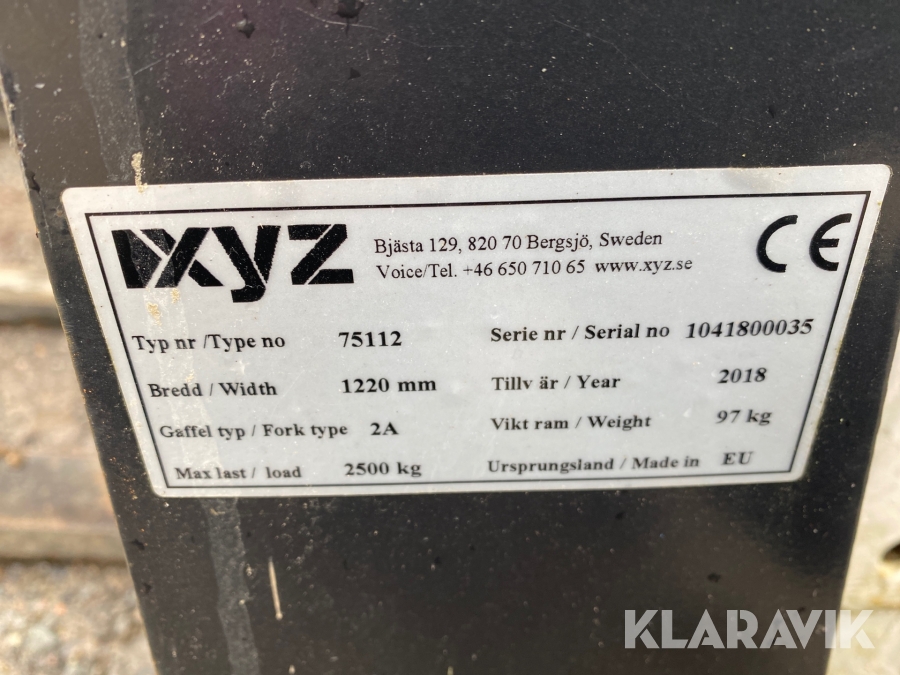 xyz
Bjästa 129, 820 70 Bergsjö, Sweden
Voice/Tel. +46 650 710 65 www.xyz.se
CE
Typ nr /Type no 75112 Serie nr / Serial no 1041800035
Bredd / Width 1220 mm Tillv år / Year 2018
Gaffel typ / Fork type 2A Vikt ram / Weight 97 kg
Max last / load 2500 kg Ursprungsland / Made in EU
KLARAVIK